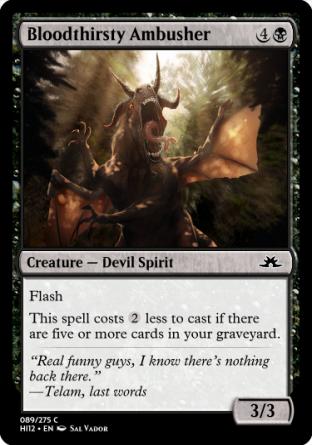 Bloodthirsty Ambusher 4
Creature — Devil Spirit
Flash
This spell costs 2 less to cast if there
are five or more cards in your graveyard.
“Real funny guys, I know there’s nothing
back there.”
—Telam, last words
3/3
089/275 C
HI12 • EN SAL VADOR